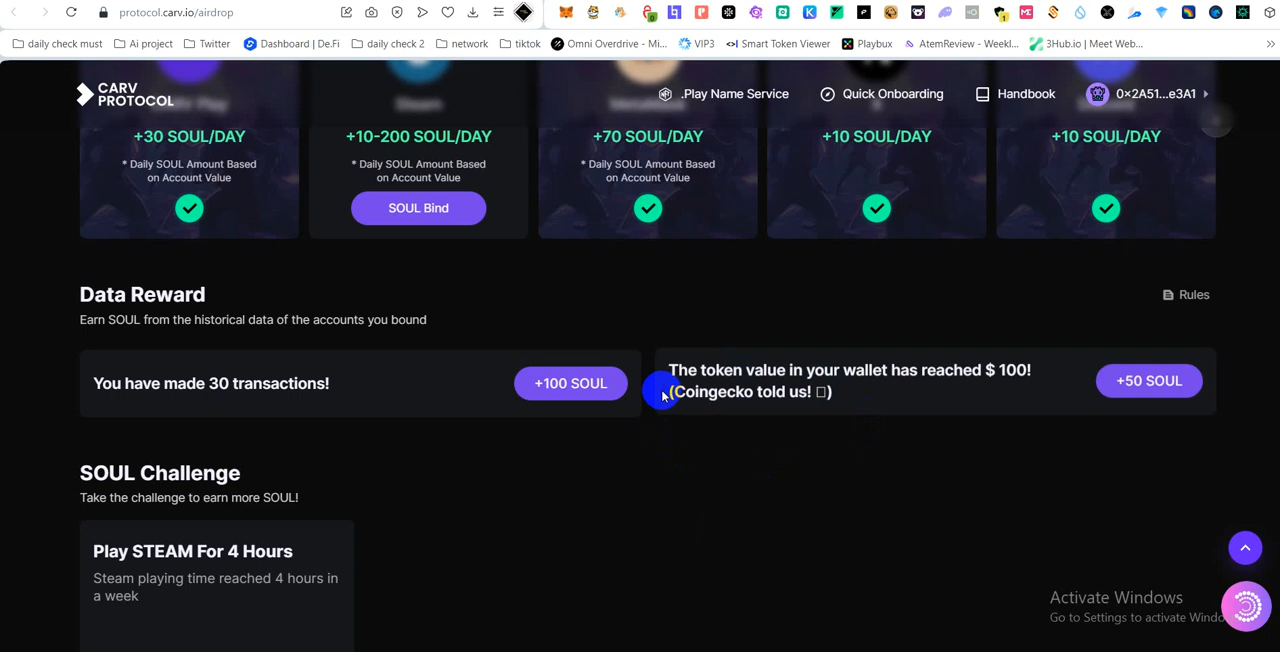 protocol.carv.io/airdrop
daily check must
Ai project
Twitter
Dashboard | De.Fi
daily check 2
network
tiktok
Omni Overdrive - Mi...
VIP3
Smart Token Viewer
Playbux
AtemReview - Weekl...
3Hub.io | Meet Web...
CARV
PROTOCOL
.Play Name Service
Quick Onboarding
Handbook
0×2A51...e3A1
Play
Steam
+30 SOUL/DAY
+10-200 SOUL/DAY
+70 SOUL/DAY
+10 SOUL/DAY
+10 SOUL/DAY
* Daily SOUL Amount Based
on Account Value
* Daily SOUL Amount Based
on Account Value
* Daily SOUL Amount Based
on Account Value
SOUL Bind
Data Reward
Rules
Earn SOUL from the historical data of the accounts you bound
You have made 30 transactions!
+100 SOUL
The token value in your wallet has reached $ 100!
(Coingecko told us! )
+50 SOUL
SOUL Challenge
Take the challenge to earn more SOUL!
Play STEAM For 4 Hours
Steam playing time reached 4 hours in
a week
Activate Windows
Go to Settings to activate Windo